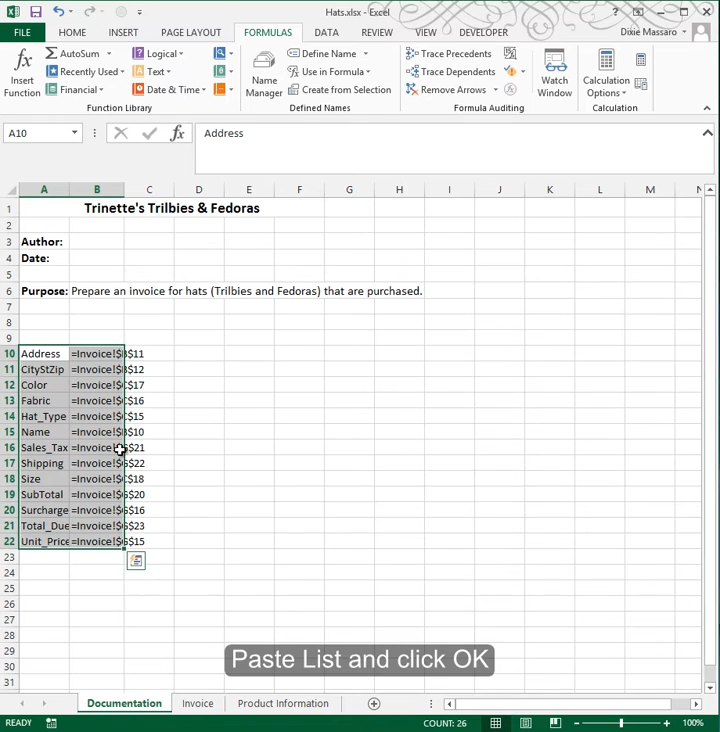 Hats.xlsx - Excel
FILE HOME INSERT PAGE LAYOUT FORMULAS DATA REVIEW VIEW DEVELOPER Dixie Massaro
fx Insert Function
Σ AutoSum
Recently Used
Financial
Logical
Text
Date & Time
Function Library
Name Manager
Define Name
Use in Formula
Create from Selection
Defined Names
Trace Precedents
Trace Dependents
Remove Arrows
Formula Auditing
Watch Window
Calculation Options
Calculation
A10 fx Address
A B C D E F G H I J K L M N
1 Trinette's Trilbies & Fedoras
2
3 Author:
4 Date:
5
6 Purpose: Prepare an invoice for hats (Trilbies and Fedoras) that are purchased.
7
8
9
10 Address =Invoice!$B$11
11 CityStZip =Invoice!$B$12
12 Color =Invoice!$C$17
13 Fabric =Invoice!$C$16
14 Hat_Type =Invoice!$C$15
15 Name =Invoice!$B$10
16 Sales_Tax =Invoice!$G$21
17 Shipping =Invoice!$G$22
18 Size =Invoice!$C$18
19 SubTotal =Invoice!$G$20
20 Surcharge =Invoice!$G$16
21 Total_Due =Invoice!$G$23
22 Unit_Price =Invoice!$G$15
23
24
25
26
27
28
29
30
31
Paste List and click OK
Documentation Invoice Product Information
READY COUNT: 26 100%